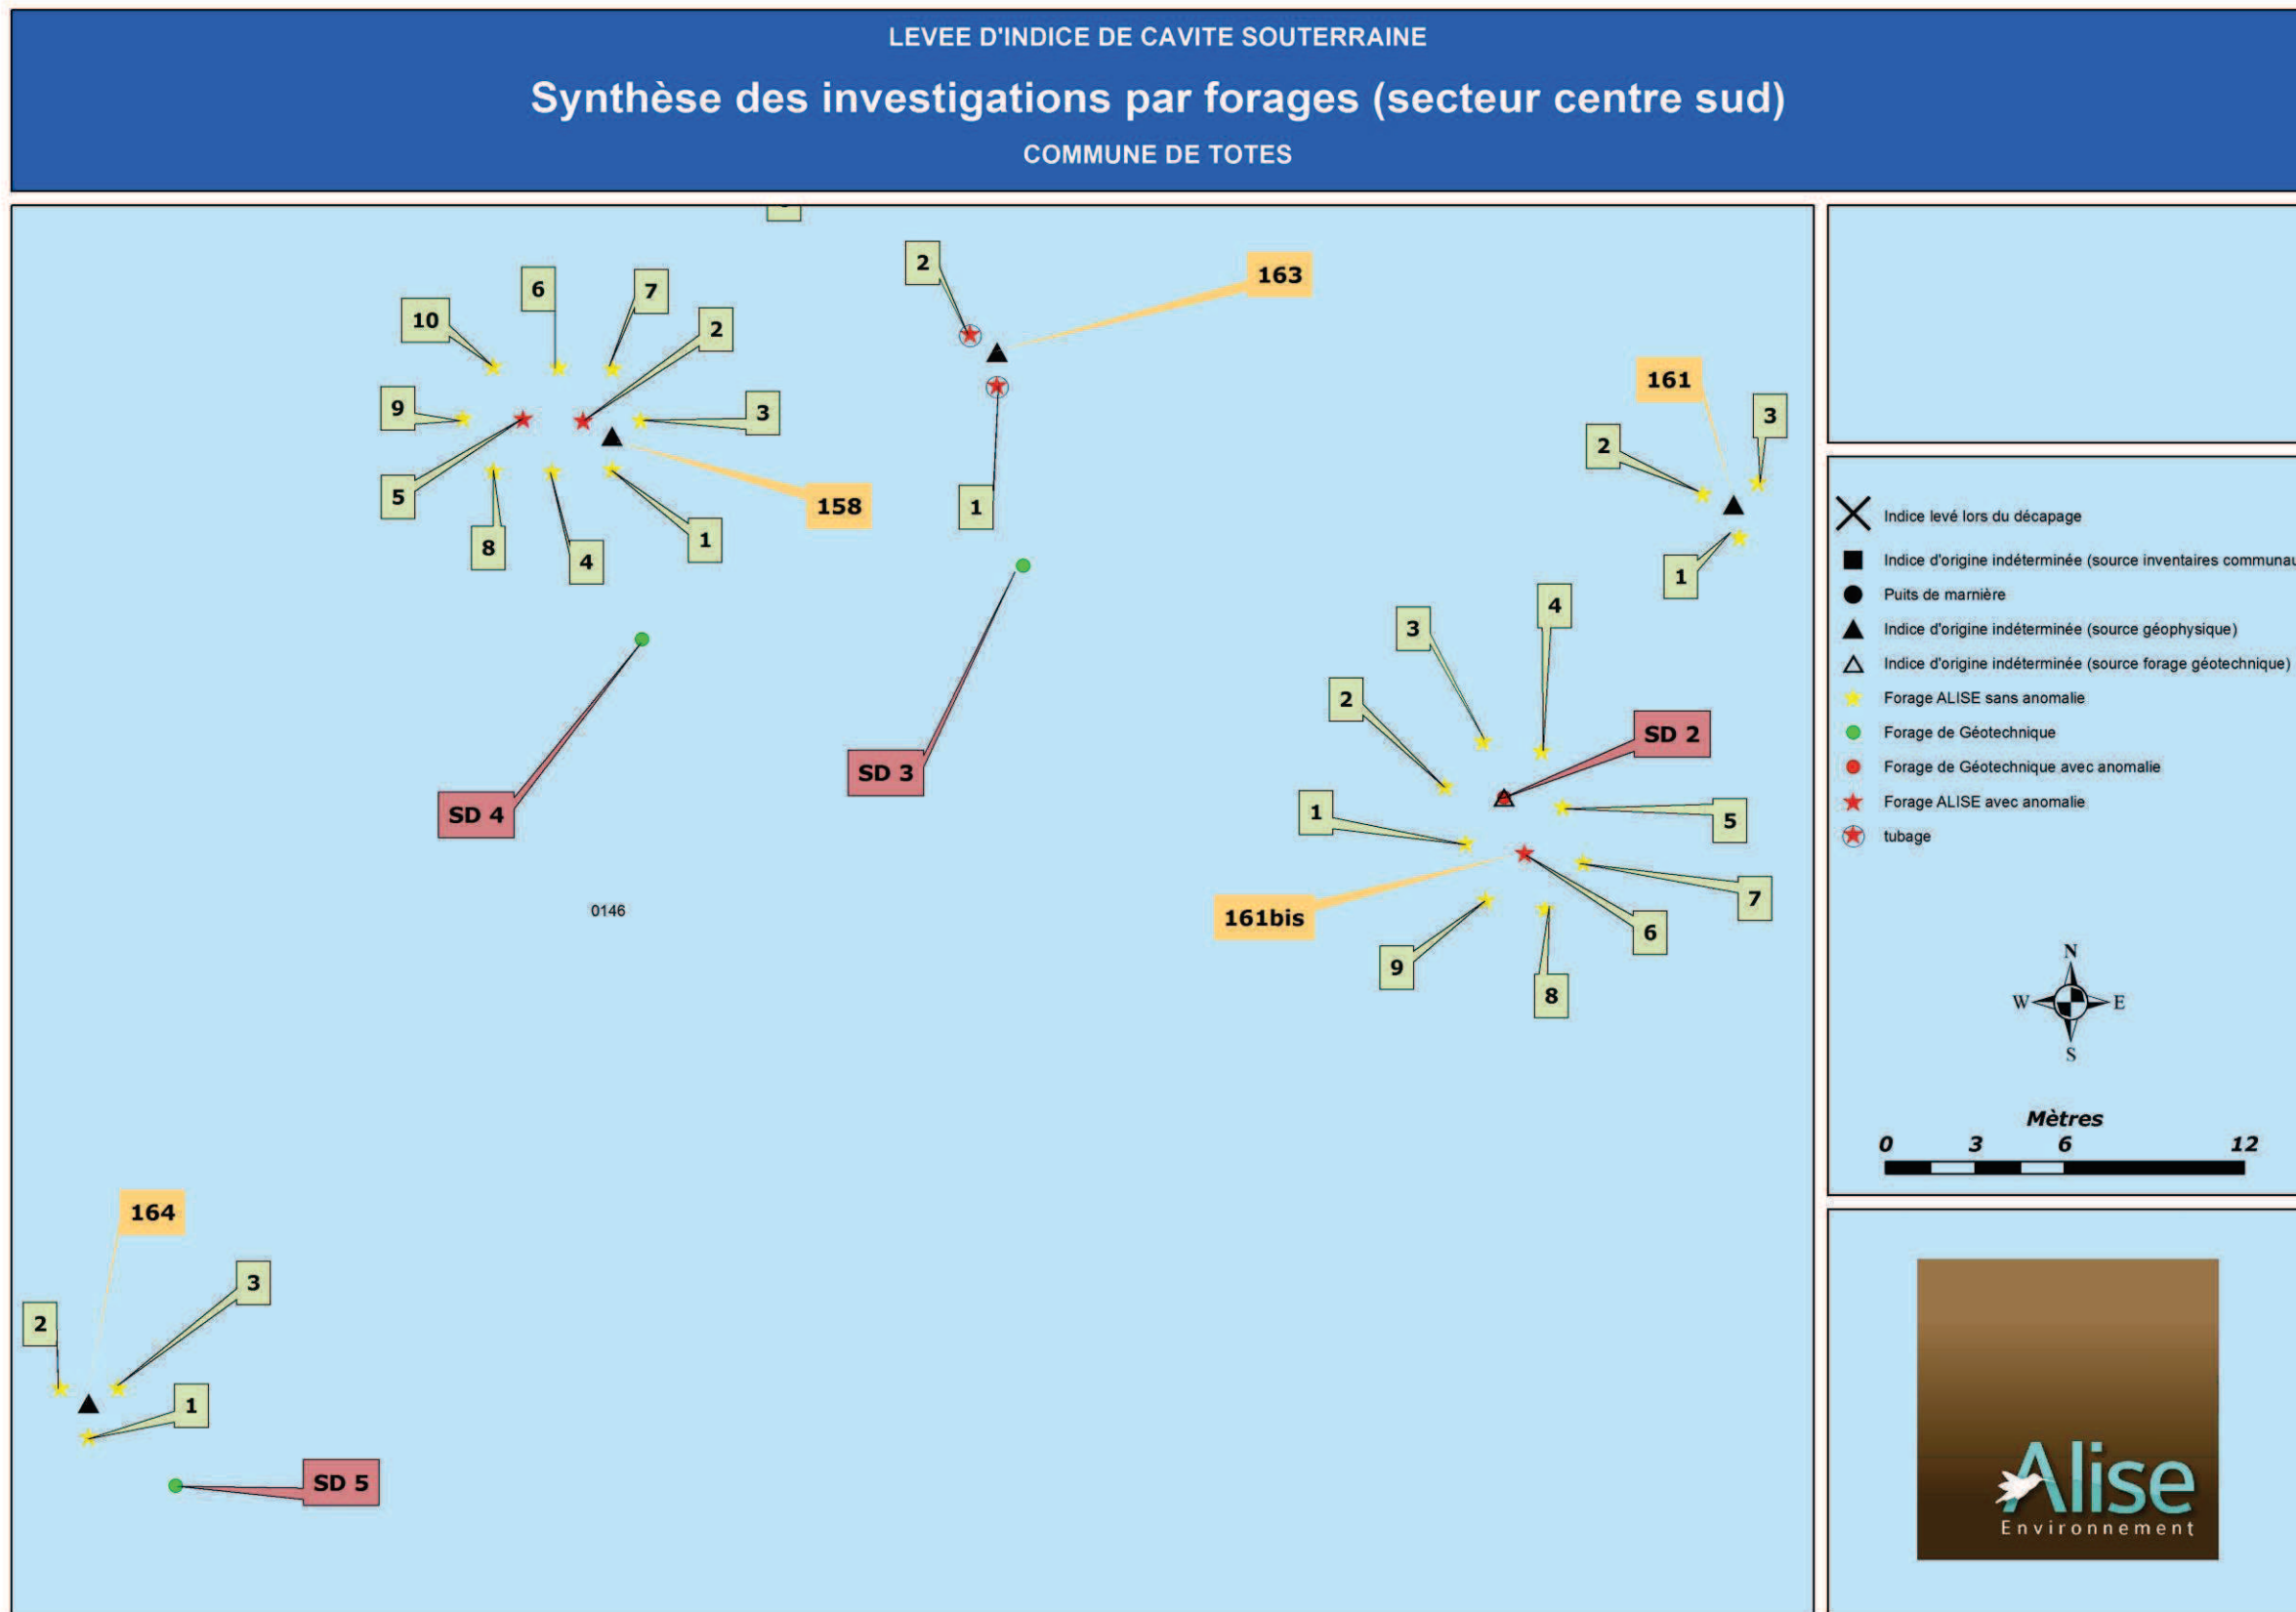 LEVEE D'INDICE DE CAVITE SOUTERRAINE
Synthèse des investigations par forages (secteur centre sud)
COMMUNE DE TOTES
2
163
6
7
10
2
161
3
9
3
2
5
158
1
8
4
1
1
4
3
2
SD 2
SD 3
SD 4
1
5
7
0146
161bis
6
9
8
164
3
2
1
SD 5
Indice levé lors du décapage
Indice d'origine indéterminée (source inventaires communau
Puits de marnière
Indice d'origine indéterminée (source géophysique)
Indice d'origine indéterminée (source forage géotechnique)
Forage ALISE sans anomalie
Forage de Géotechnique
Forage de Géotechnique avec anomalie
Forage ALISE avec anomalie
tubage
N
W E
S
Mètres
0 3 6 12
Alise
Environnement